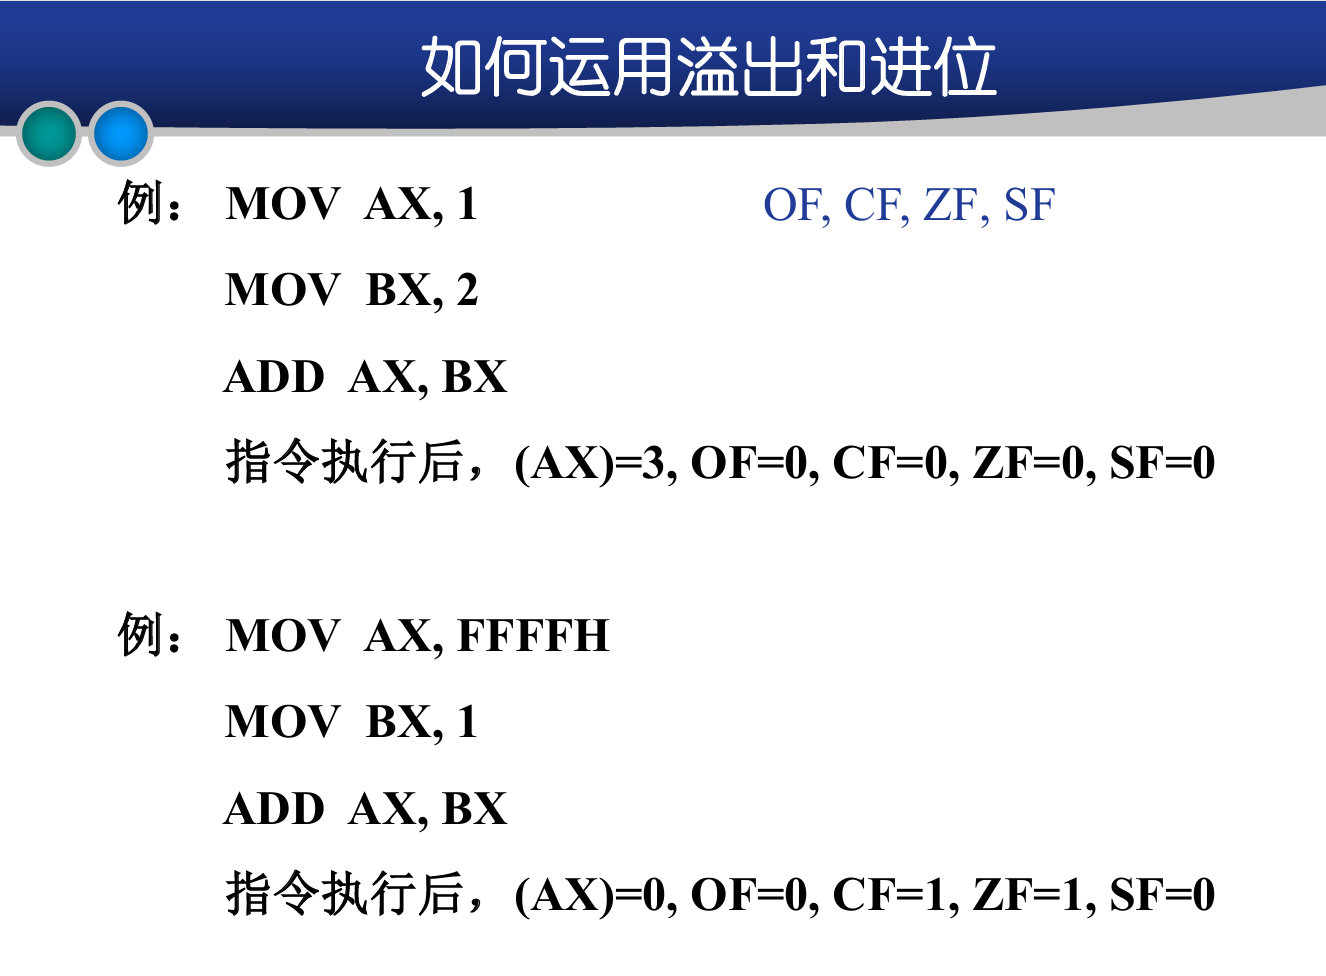 如何运用溢出和进位
例： MOV AX, 1 OF, CF, ZF, SF
MOV BX, 2
ADD AX, BX
指令执行后，(AX)=3, OF=0, CF=0, ZF=0, SF=0
例： MOV AX, FFFFH
MOV BX, 1
ADD AX, BX
指令执行后，(AX)=0, OF=0, CF=1, ZF=1, SF=0